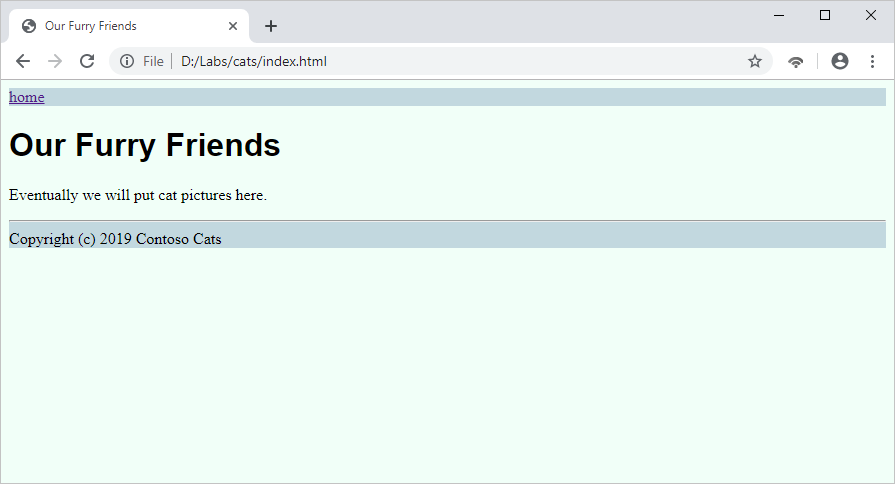 Our Furry Friends
File D:/Labs/cats/index.html
home
Our Furry Friends
Eventually we will put cat pictures here.
Copyright (c) 2019 Contoso Cats